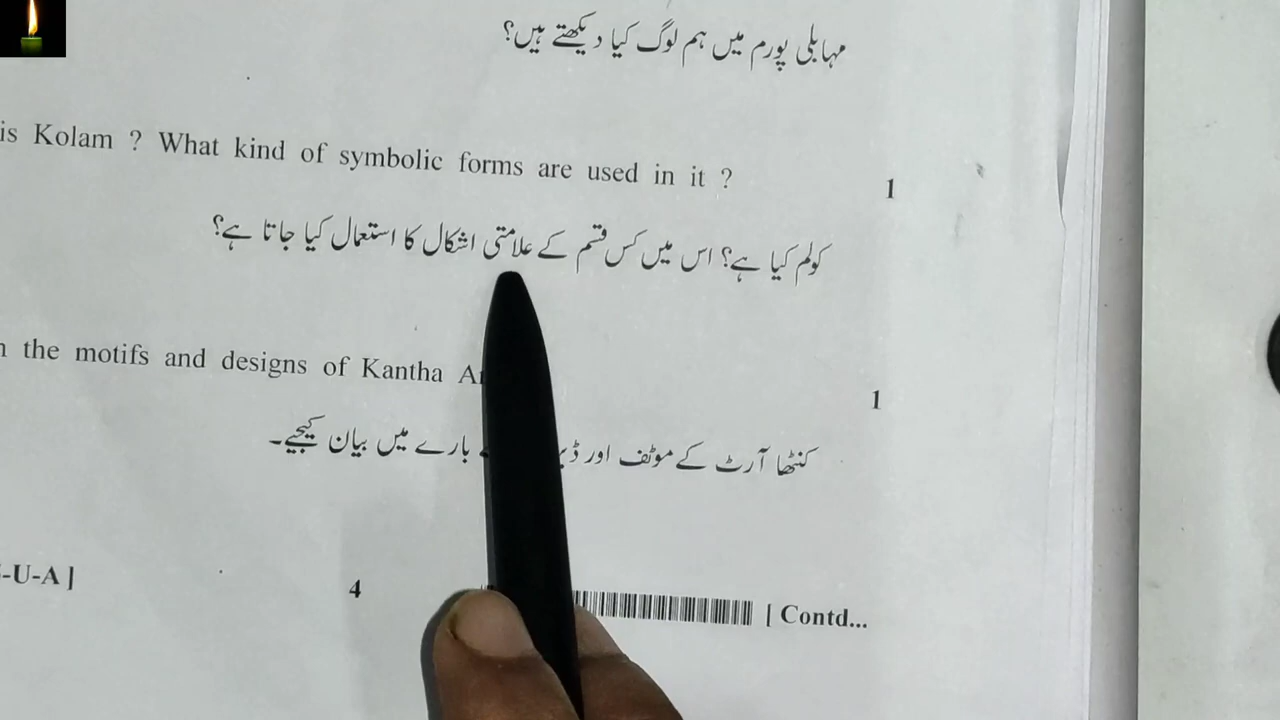 مہابلی پورم میں ہم لوگ کیا دیکھتے ہیں؟
is Kolam ? What kind of symbolic forms are used in it ?
1
کولم کیا ہے؟ اس میں کس قسم کے علامتی اشکال کا استعمال کیا جاتا ہے؟
the motifs and designs of Kantha
1
کنٹھا آرٹ کے موٹف اور بارے میں بیان کیجیے۔
-U-A ]
4
[ Contd...